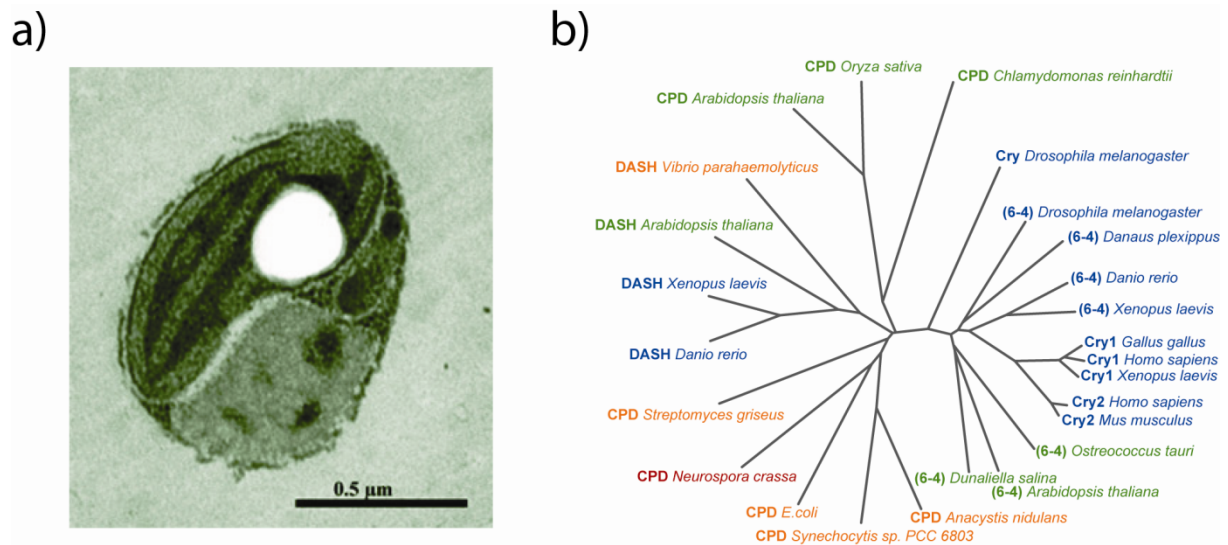 a)
0.5 µm
b)
CPD Oryza sativa
CPD Chlamydomonas reinhardtii
CPD Arabidopsis thaliana
Cry Drosophila melanogaster
DASH Vibrio parahaemolyticus
(6-4) Drosophila melanogaster
DASH Arabidopsis thaliana
(6-4) Danaus plexippus
DASH Xenopus laevis
(6-4) Danio rerio
(6-4) Xenopus laevis
DASH Danio rerio
Cry1 Gallus gallus
Cry1 Homo sapiens
Cry1 Xenopus laevis
Cry2 Homo sapiens
CPD Streptomyces griseus
Cry2 Mus musculus
(6-4) Ostreococcus tauri
CPD Neurospora crassa
(6-4) Dunaliella salina
(6-4) Arabidopsis thaliana
CPD E.coli
CPD Anacystis nidulans
CPD Synechocytis sp. PCC 6803